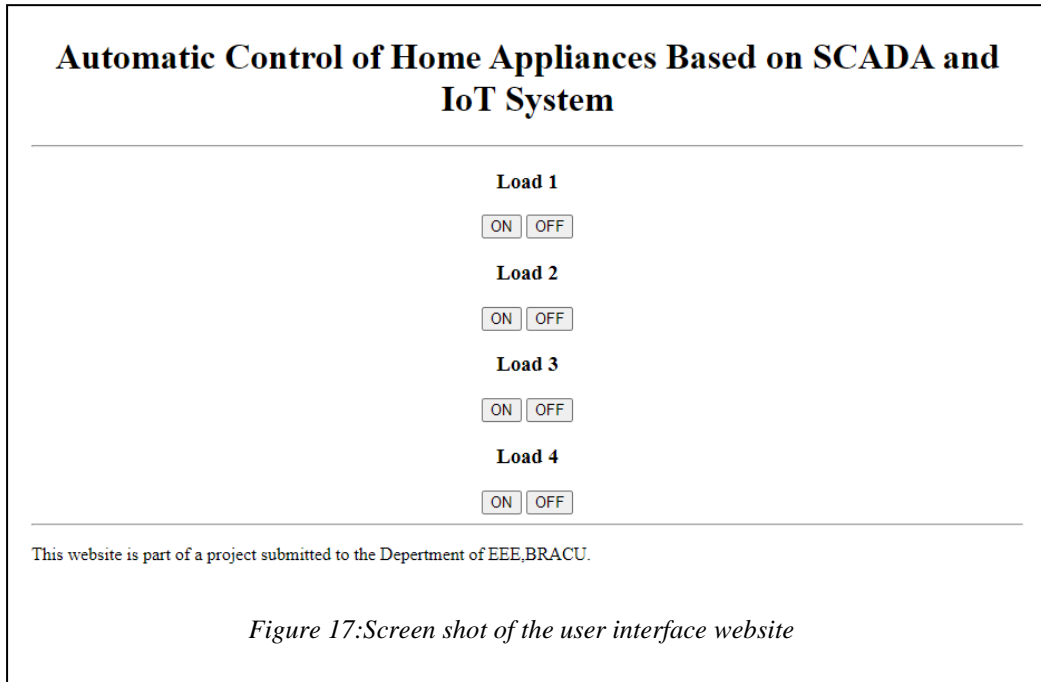 Automatic Control of Home Appliances Based on SCADA and
IoT System
Load 1
ON OFF
Load 2
ON OFF
Load 3
ON OFF
Load 4
ON OFF
This website is part of a project submitted to the Depertment of EEE,BRACU.
Figure 17:Screen shot of the user interface website